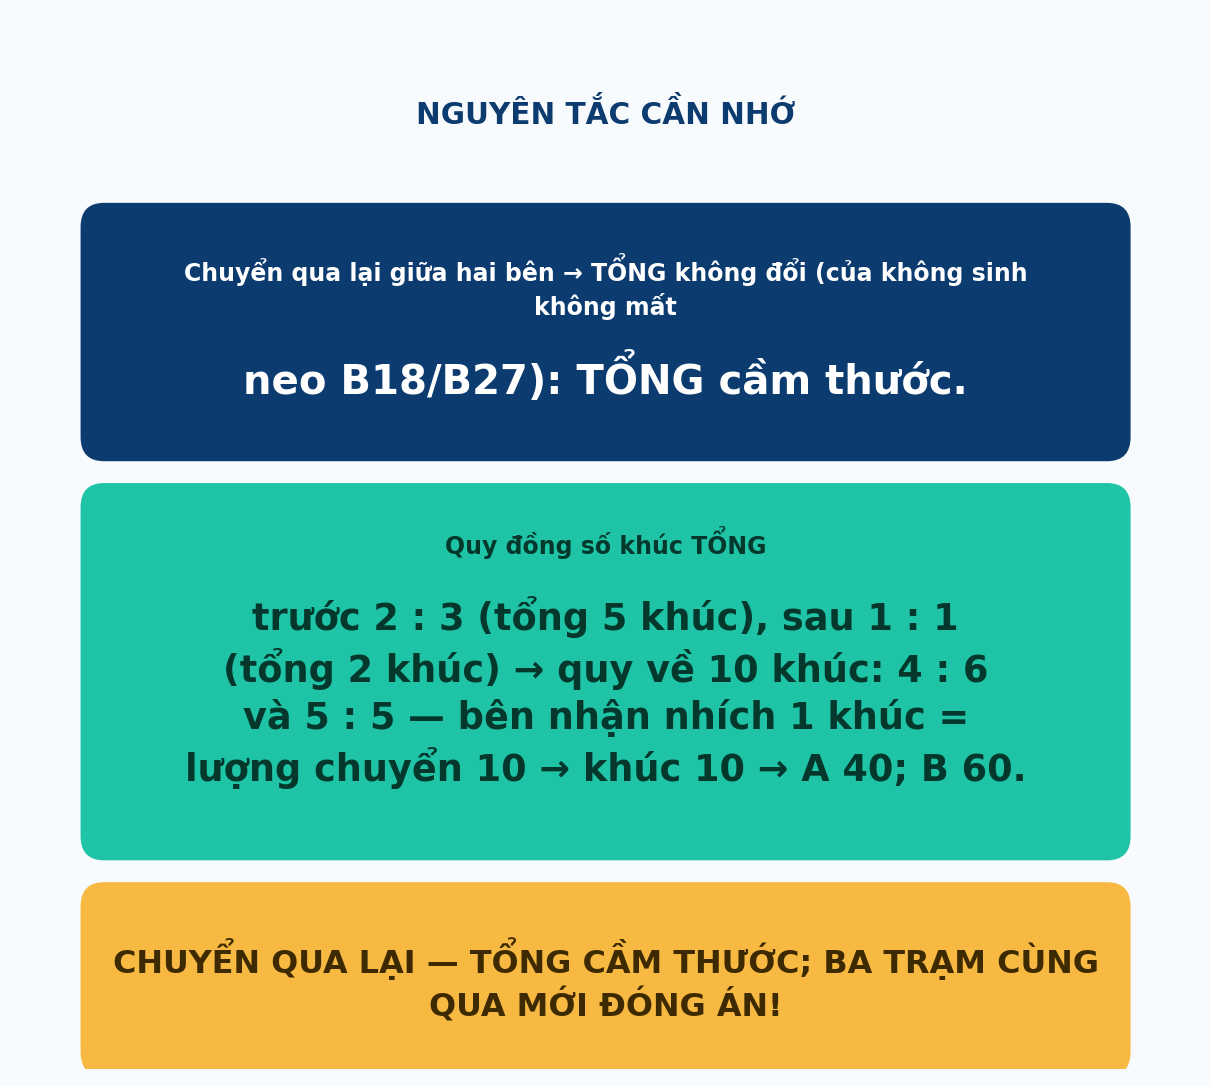 NGUYÊN TẮC CẦN NHỚ
Chuyển qua lại giữa hai bên → TỔNG không đổi (của không sinh
không mất
neo B18/B27): TỔNG cầm thước.
Quy đồng số khúc TỔNG
trước 2 : 3 (tổng 5 khúc), sau 1 : 1
(tổng 2 khúc) → quy về 10 khúc: 4 : 6
và 5 : 5 — bên nhận nhích 1 khúc =
lượng chuyển 10 → khúc 10 → A 40; B 60.
CHUYỂN QUA LẠI — TỔNG CẦM THƯỚC; BA TRẠM CÙNG
QUA MỚI ĐÓNG ÁN!